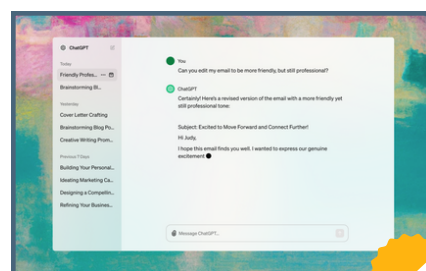 ChatGPT
Today
Friendly Profes...
Brainstorming Bl...
Yesterday
Cover Letter Crafting
Brainstorming Blog Po...
Creative Writing Prom...
Previous 7 Days
Building Your Personal...
Ideating Marketing Ca...
Designing a Compellin...
Refining Your Busines...
You
Can you edit my email to be more friendly, but still professional?
ChatGPT
Certainly! Here's a revised version of the email with a more friendly yet
still professional tone:
Subject: Excited to Move Forward and Connect Further!
Hi Judy,
I hope this email finds you well. I wanted to express our genuine
excitement
Message ChatGPT...